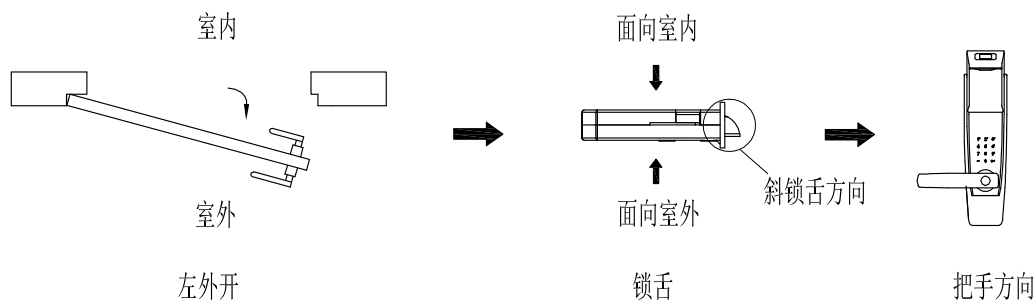 室内
面向室内
斜锁舌方向
室外
面向室外
左外开
锁舌
把手方向